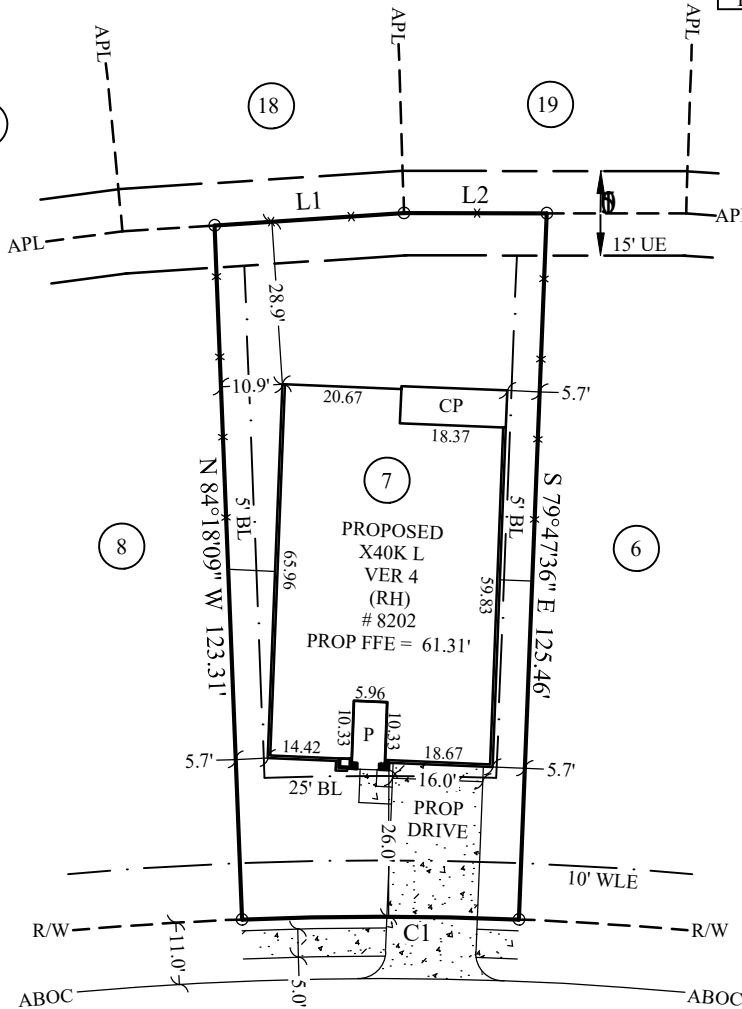 APL
APL
APL
18
19
L1
L2
APL
15' UE
28.9'
10.9'
20.67
CP
5.7'
18.37
7
N 84°18'09" W 123.31'
5' BL
8
65.96
PROPOSED
X40K L
VER 4
(RH)
# 8202
PROP FFE = 61.31'
59.83
5' BL
S 79°47'36" E 125.46'
6
5.96
10.33
P
10.33
14.42
18.67
5.7'
5.7'
25' BL
16.0'
PROP
DRIVE
26.0'
10' WLE
R/W
C1
R/W
11.0'
5.0'
ABOC
ABOC